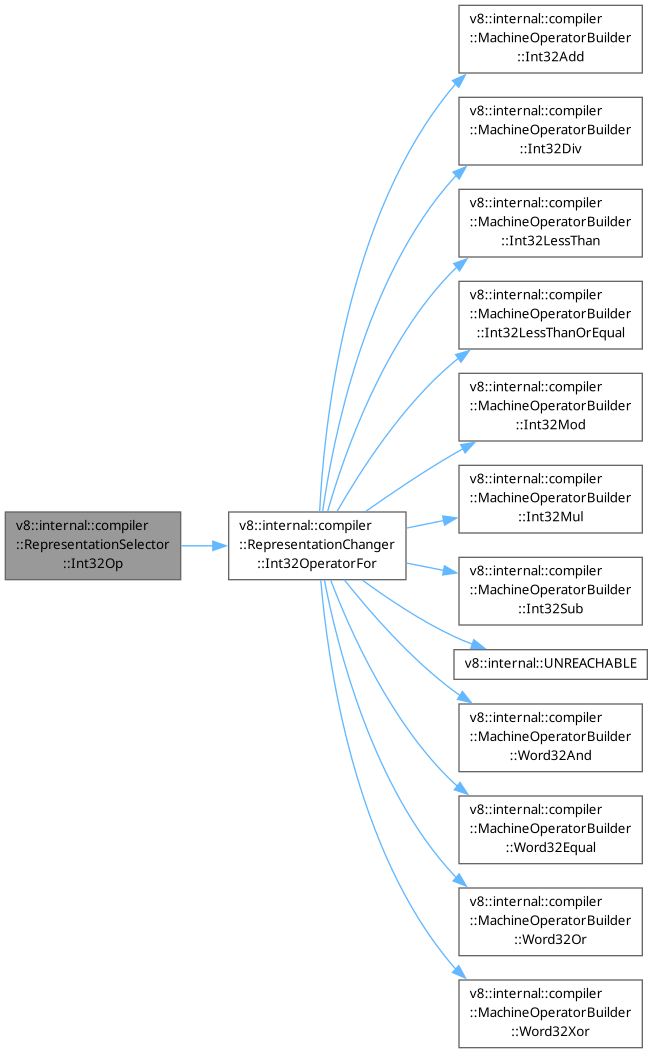 v8::internal::compiler
::RepresentationSelector
::Int32Op
v8::internal::compiler
::RepresentationChanger
::Int32OperatorFor
v8::internal::compiler
::MachineOperatorBuilder
::Int32Add
v8::internal::compiler
::MachineOperatorBuilder
::Int32Div
v8::internal::compiler
::MachineOperatorBuilder
::Int32LessThan
v8::internal::compiler
::MachineOperatorBuilder
::Int32LessThanOrEqual
v8::internal::compiler
::MachineOperatorBuilder
::Int32Mod
v8::internal::compiler
::MachineOperatorBuilder
::Int32Mul
v8::internal::compiler
::MachineOperatorBuilder
::Int32Sub
v8::internal::UNREACHABLE
v8::internal::compiler
::MachineOperatorBuilder
::Word32And
v8::internal::compiler
::MachineOperatorBuilder
::Word32Equal
v8::internal::compiler
::MachineOperatorBuilder
::Word32Or
v8::internal::compiler
::MachineOperatorBuilder
::Word32Xor